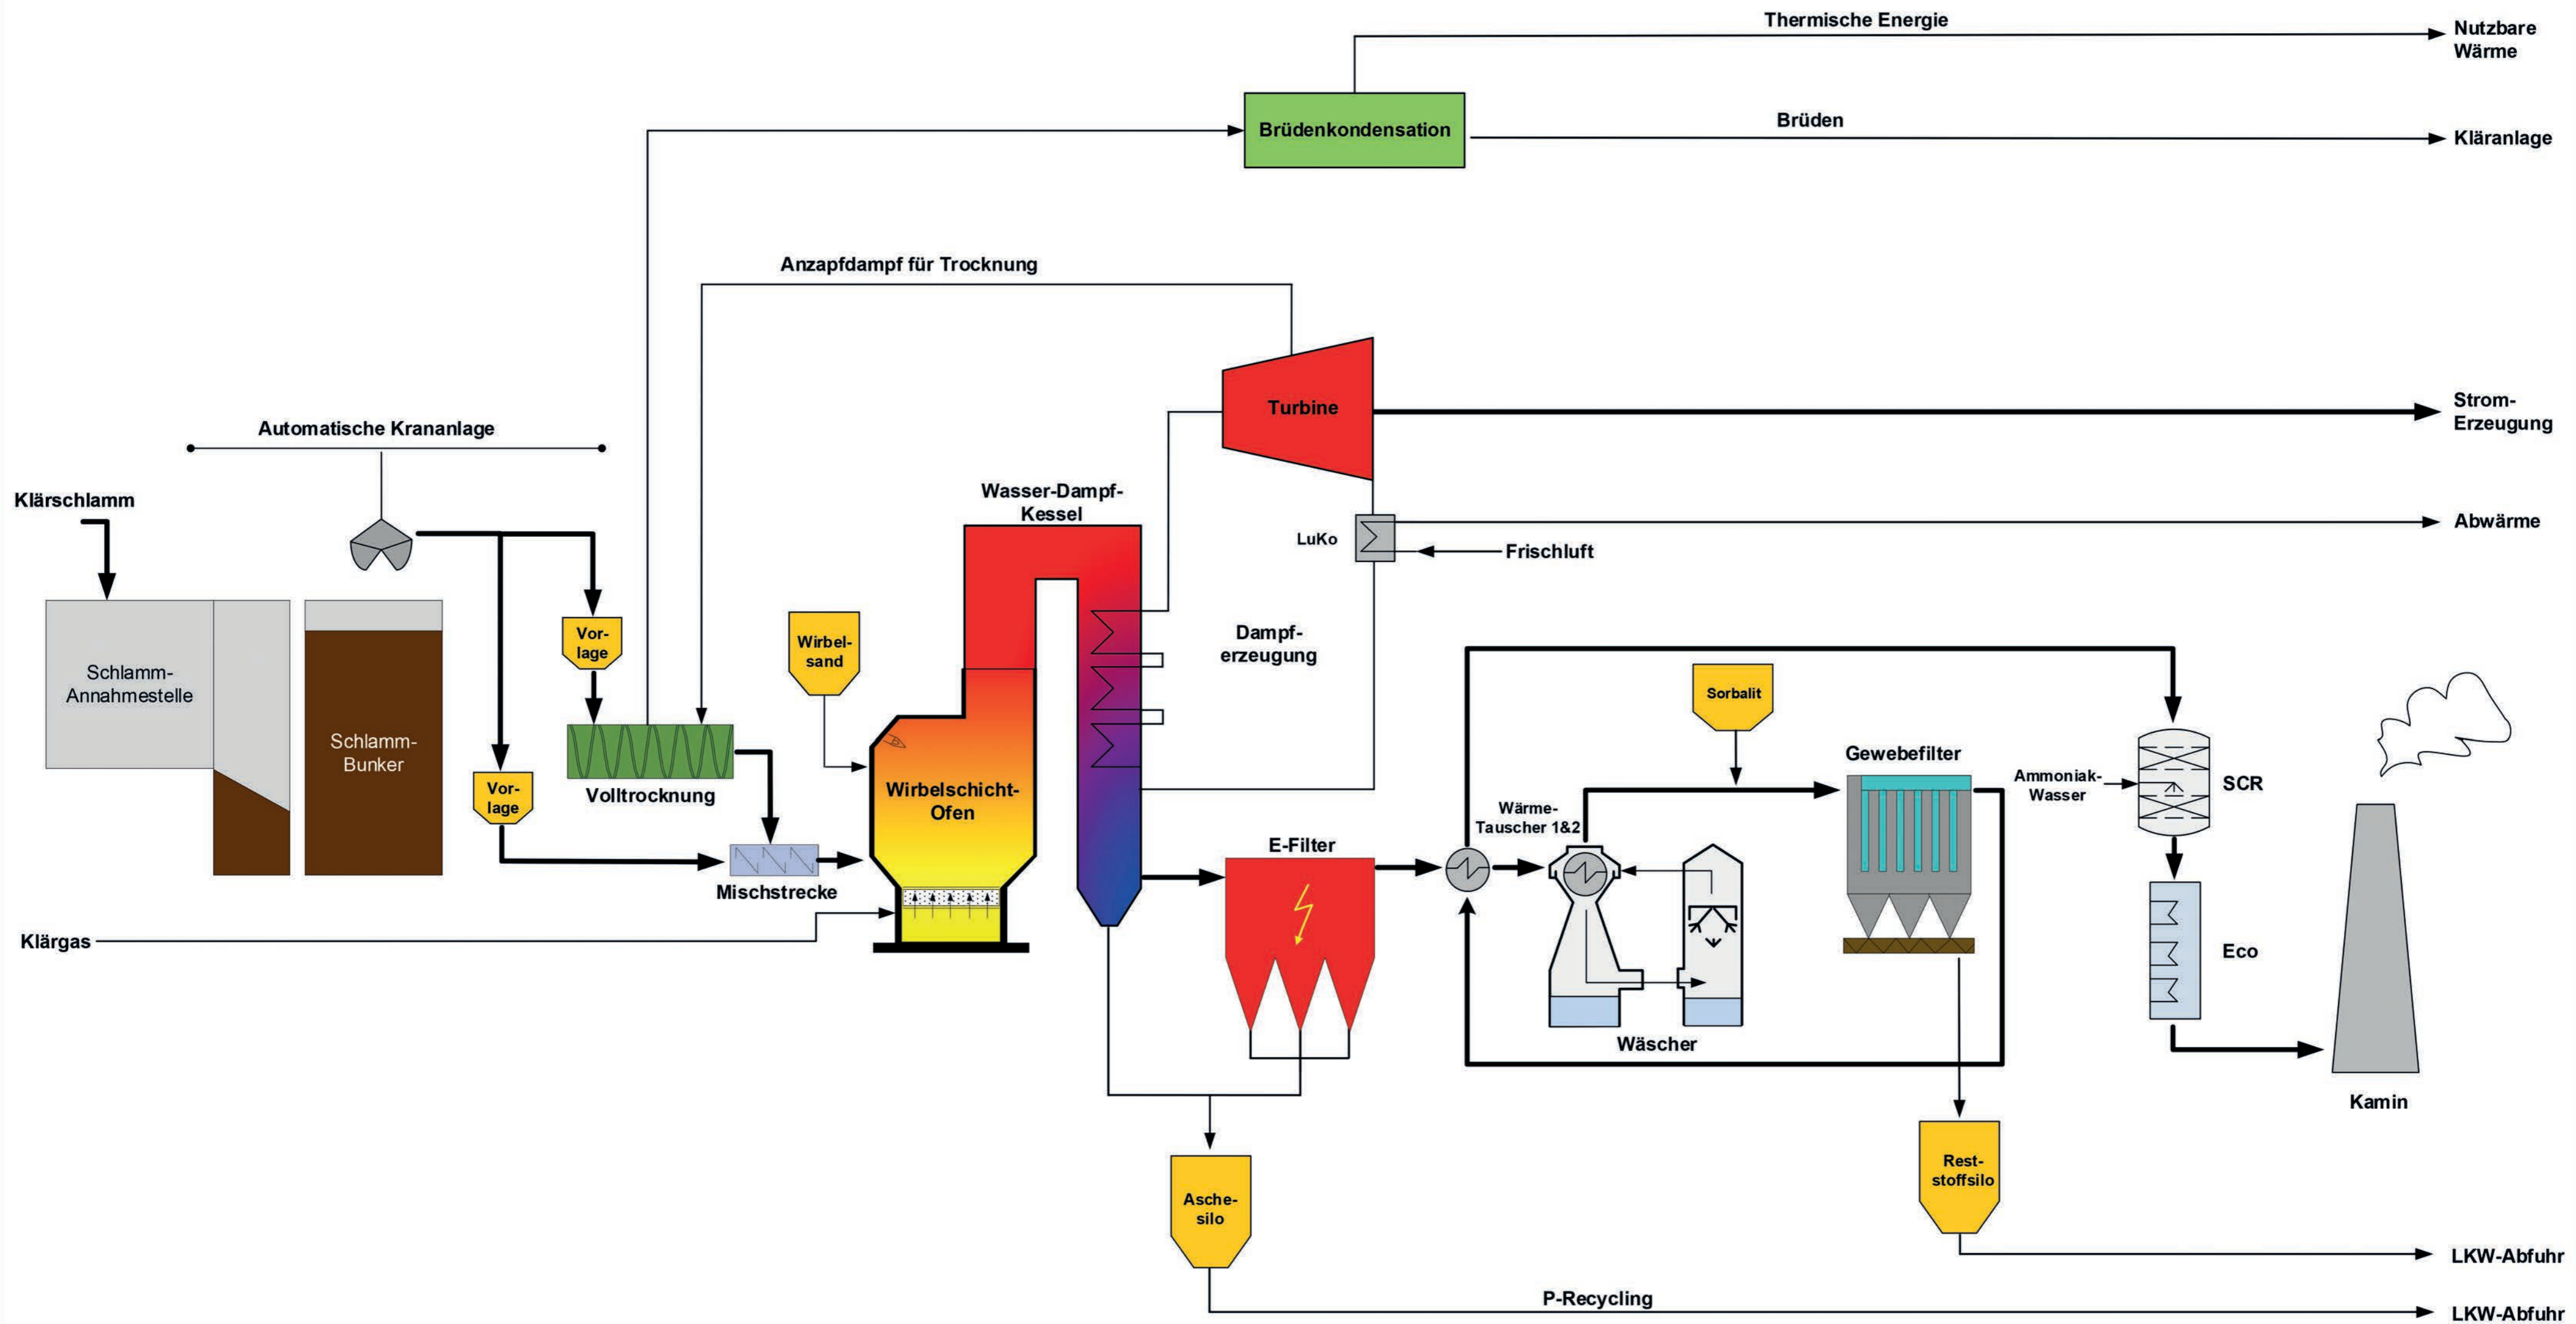 Thermische Energie
Nutzbare
Wärme
Brüdenkondensation
Brüden
Kläranlage
Anzapfdampf für Trocknung
Turbine
Strom-
Erzeugung
Automatische Krananlage
Klärschlamm
Wasser-Dampf-
Kessel
LuKo
Abwärme
Frischluft
Vor-
lage
Wirbel-
sand
Dampf-
erzeugung
Schlamm-
Annahmestelle
Schlamm-
Bunker
Sorbalit
Vor-
lage
Volltrocknung
Wirbelschicht-
Ofen
Gewebefilter
Ammoniak-
Wasser
SCR
Wärme-
Tauscher 1&2
E-Filter
Mischstrecke
Klärgas
Eco
Wäscher
Kamin
Asche-
silo
Rest-
stoffsilo
LKW-Abfuhr
P-Recycling
LKW-Abfuhr